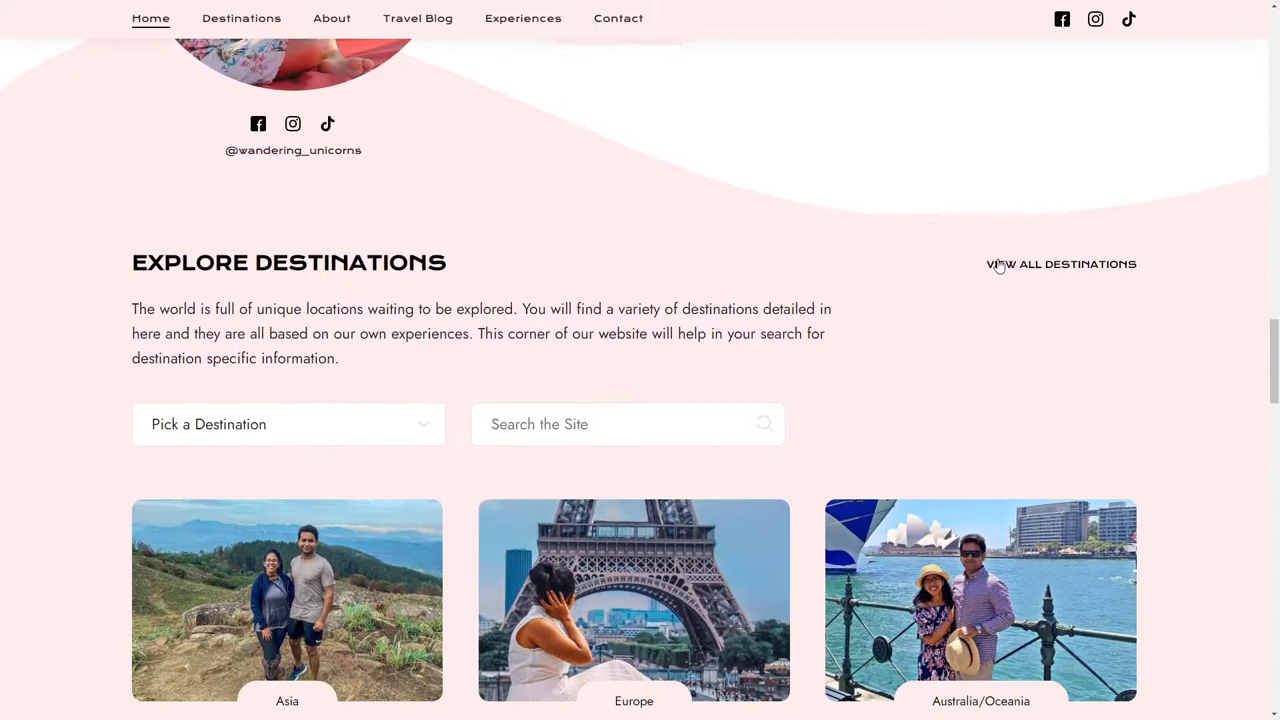 Home Destinations About Travel Blog Experiences Contact
@wandering_unicorns
EXPLORE DESTINATIONS
VIEW ALL DESTINATIONS
The world is full of unique locations waiting to be explored. You will find a variety of destinations detailed in
here and they are all based on our own experiences. This corner of our website will help in your search for
destination specific information.
Pick a Destination
Search the Site
Asia
Europe
Australia/Oceania